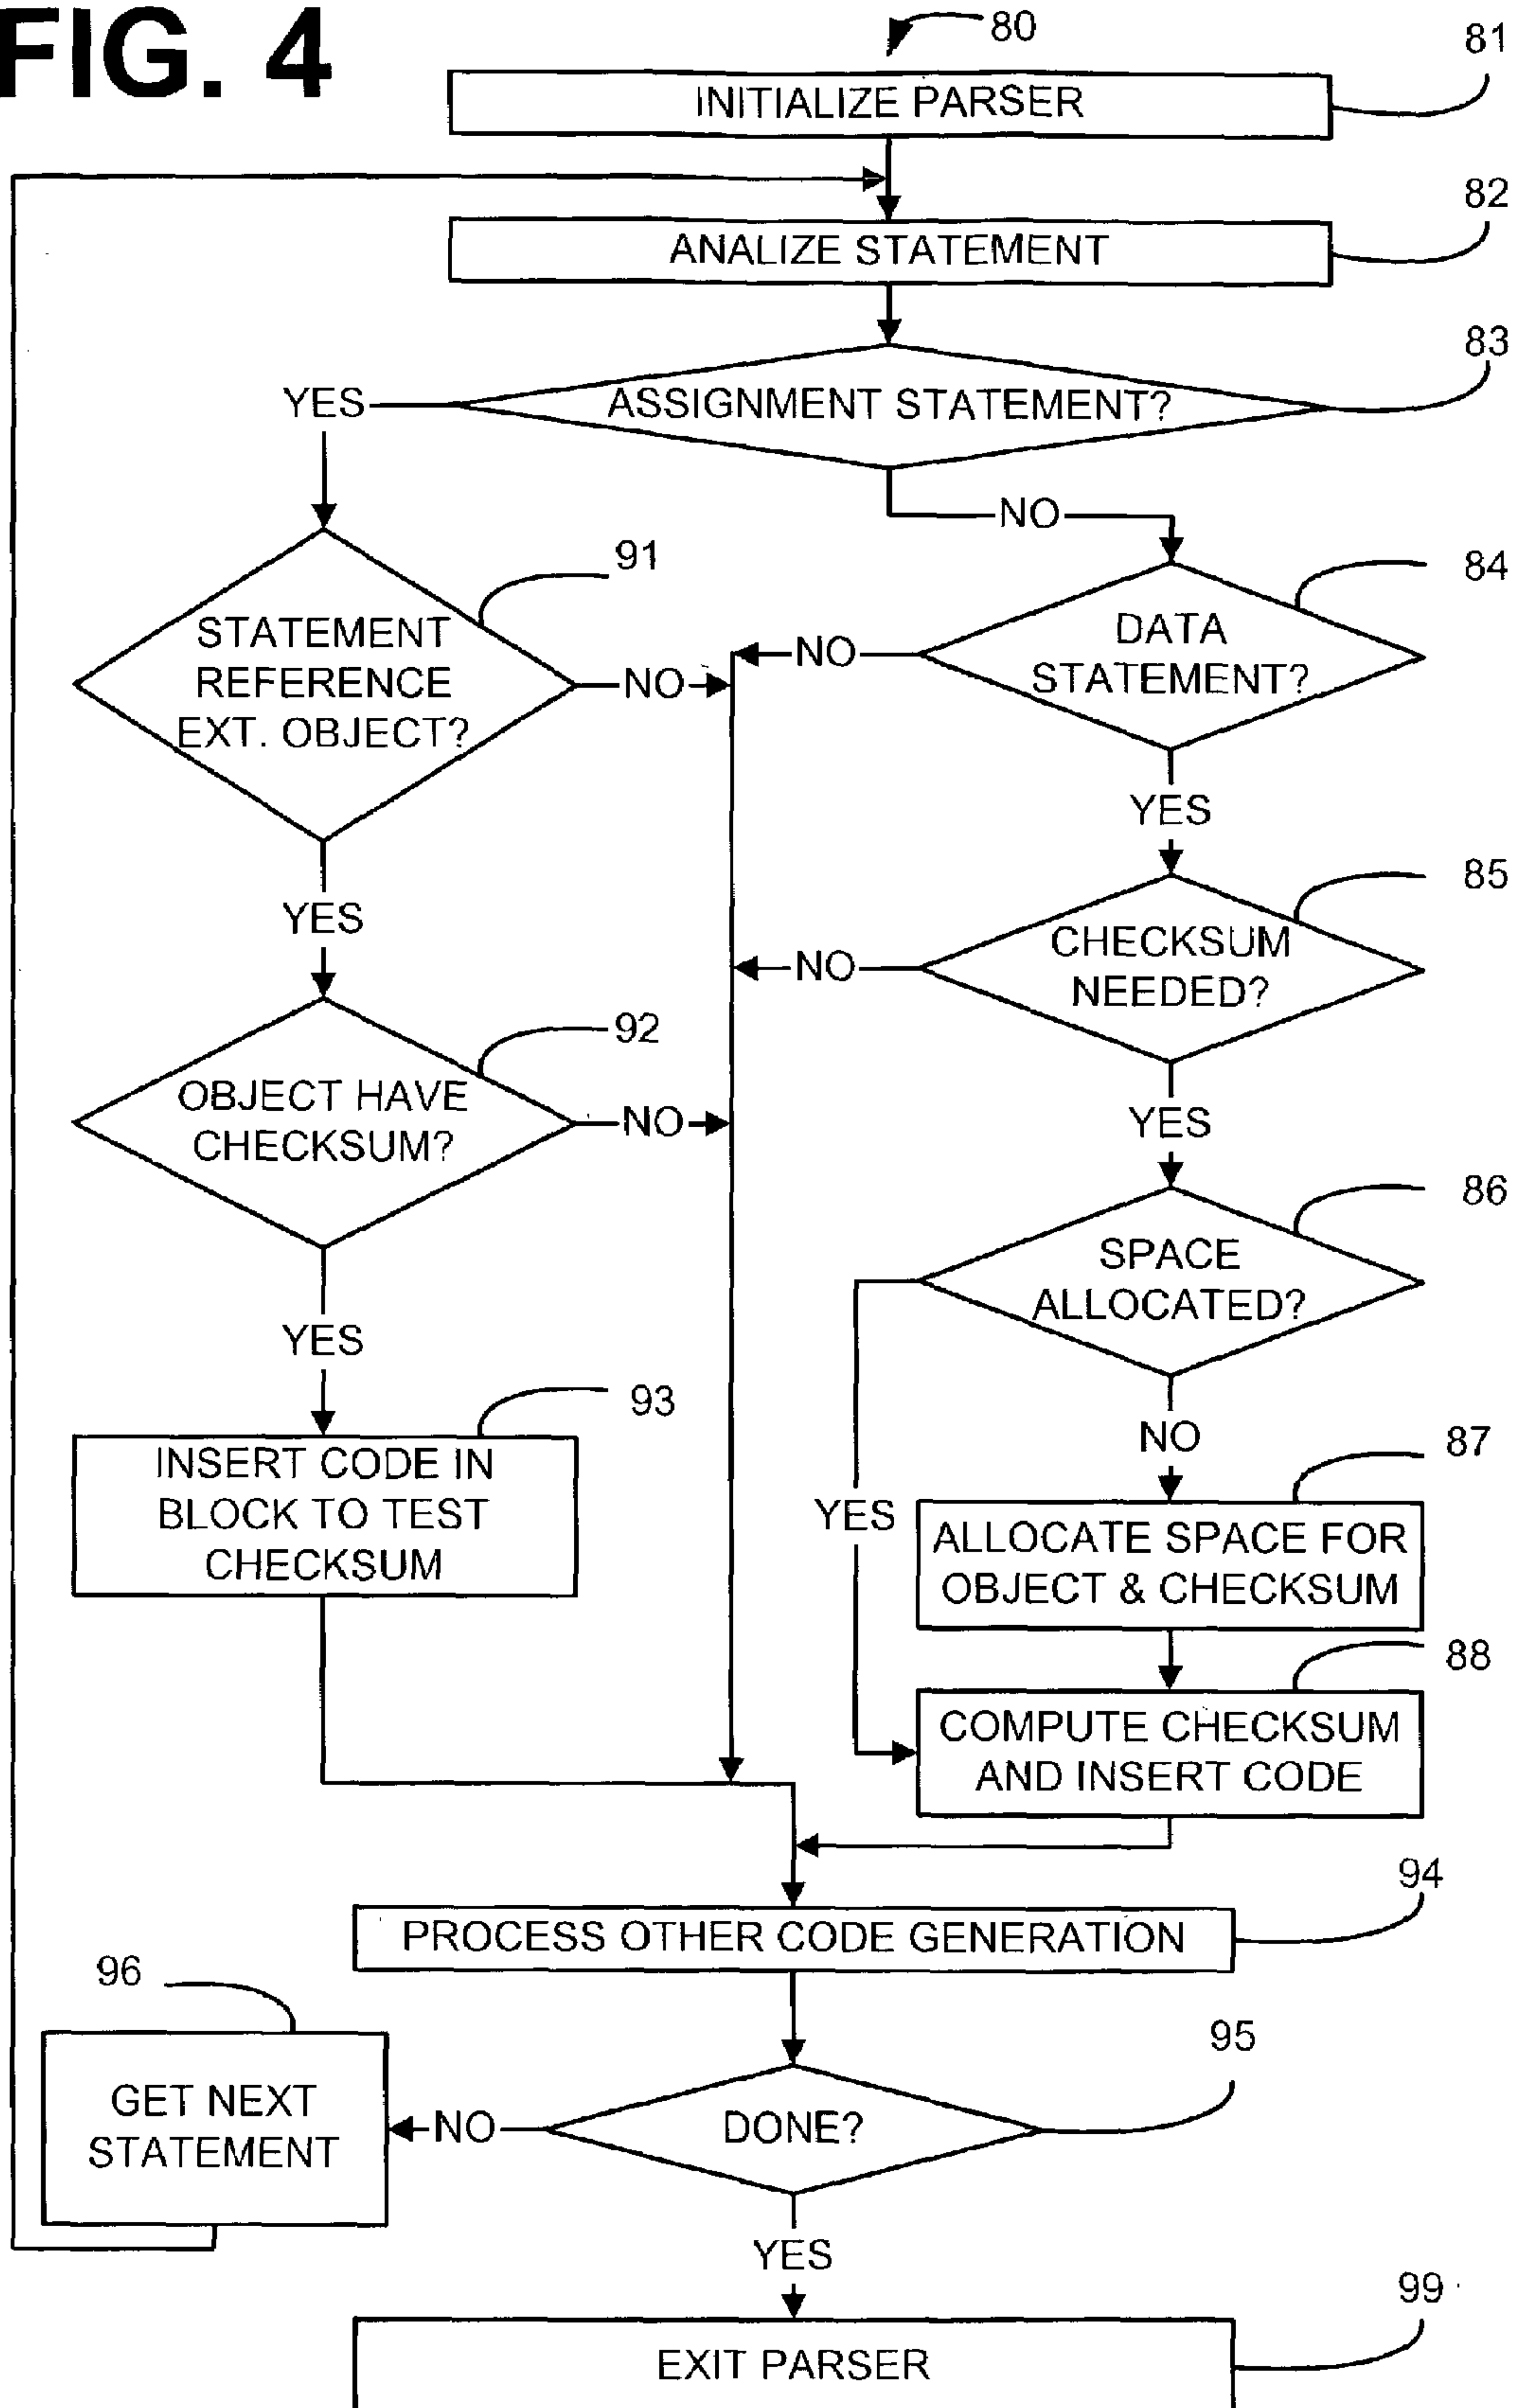 FIG. 4
80
81
INITIALIZE PARSER
82
ANALIZE STATEMENT
83
YES
ASSIGNMENT STATEMENT?
NO
91
84
STATEMENT
REFERENCE
EXT. OBJECT?
NO
NO
DATA
STATEMENT?
YES
YES
85
CHECKSUM
NEEDED?
NO
92
OBJECT HAVE
CHECKSUM?
NO
YES
86
SPACE
ALLOCATED?
YES
93
NO
87
INSERT CODE IN
BLOCK TO TEST
CHECKSUM
YES
ALLOCATE SPACE FOR
OBJECT & CHECKSUM
88
COMPUTE CHECKSUM
AND INSERT CODE
94
PROCESS OTHER CODE GENERATION
96
95
GET NEXT
STATEMENT
NO
DONE?
YES
99
EXIT PARSER